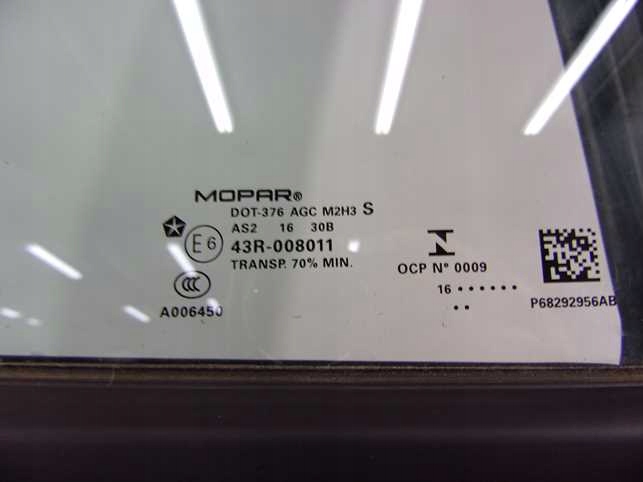 MOPAR®
DOT-376 AGC M2H3 S
AS2 16 30B
E6 43R-008011
TRANSP. 70% MIN.
CCC
A006450
N
OCP N° 0009
16 ••••••
••
P68292956AB